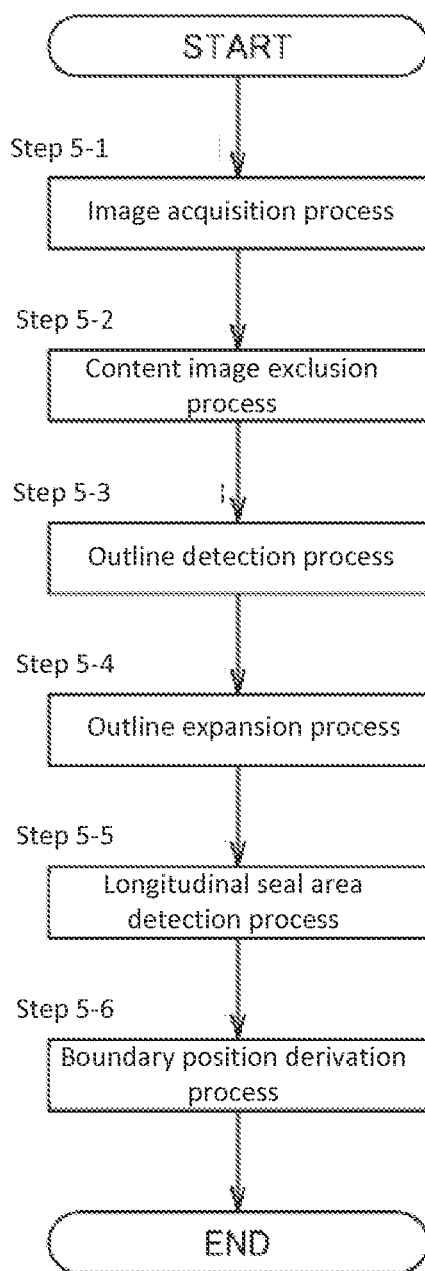 START
Step 5-1
Image acquisition process
Step 5-2
Content image exclusion
process
Step 5-3
Outline detection process
Step 5-4
Outline expansion process
Step 5-5
Longitudinal seal area
detection process
Step 5-6
Boundary position derivation
process
END